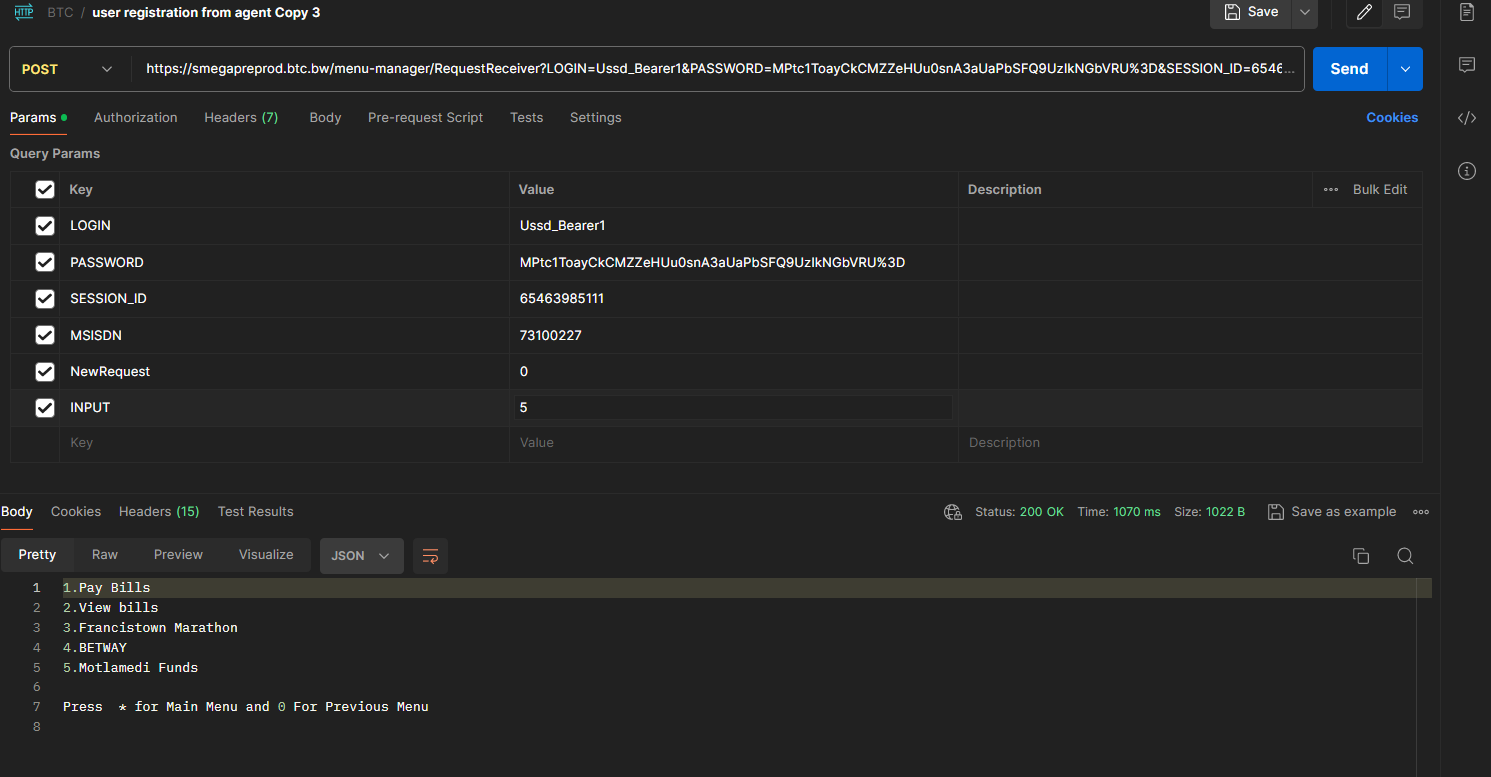 HTTP BTC / user registration from agent Copy 3 Save
POST https://smegapreprod.btc.bw/menu-manager/RequestReceiver?LOGIN=Ussd_Bearer1&PASSWORD=MPtc1ToayCkCMZZeHUu0snA3aUaPbSFQ9UzIkNGbVRU%3D&SESSION_ID=6546... Send
Params Authorization Headers (7) Body Pre-request Script Tests Settings Cookies
Query Params
Key Value Description Bulk Edit
LOGIN Ussd_Bearer1
PASSWORD MPtc1ToayCkCMZZeHUu0snA3aUaPbSFQ9UzIkNGbVRU%3D
SESSION_ID 65463985111
MSISDN 73100227
NewRequest 0
INPUT 5
Key Value Description
Body Cookies Headers (15) Test Results Status: 200 OK Time: 1070 ms Size: 1022 B Save as example
Pretty Raw Preview Visualize JSON
1 1.Pay Bills
2 2.View bills
3 3.Francistown Marathon
4 4.BETWAY
5 5.Motlamedi Funds
6
7 Press * for Main Menu and 0 For Previous Menu
8